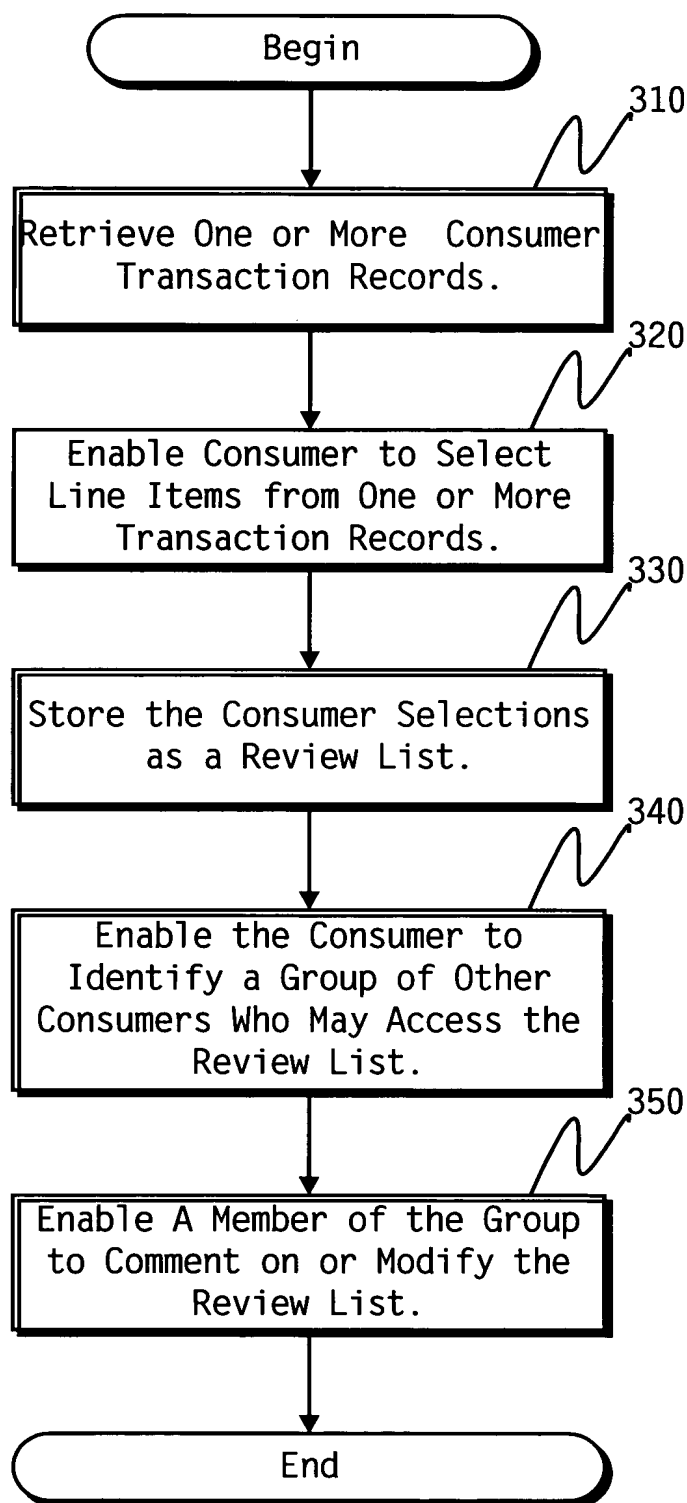 Begin
310
Retrieve One or More Consumer
Transaction Records.
320
Enable Consumer to Select
Line Items from One or More
Transaction Records.
330
Store the Consumer Selections
as a Review List.
340
Enable the Consumer to
Identify a Group of Other
Consumers Who May Access the
Review List.
350
Enable A Member of the Group
to Comment on or Modify the
Review List.
End